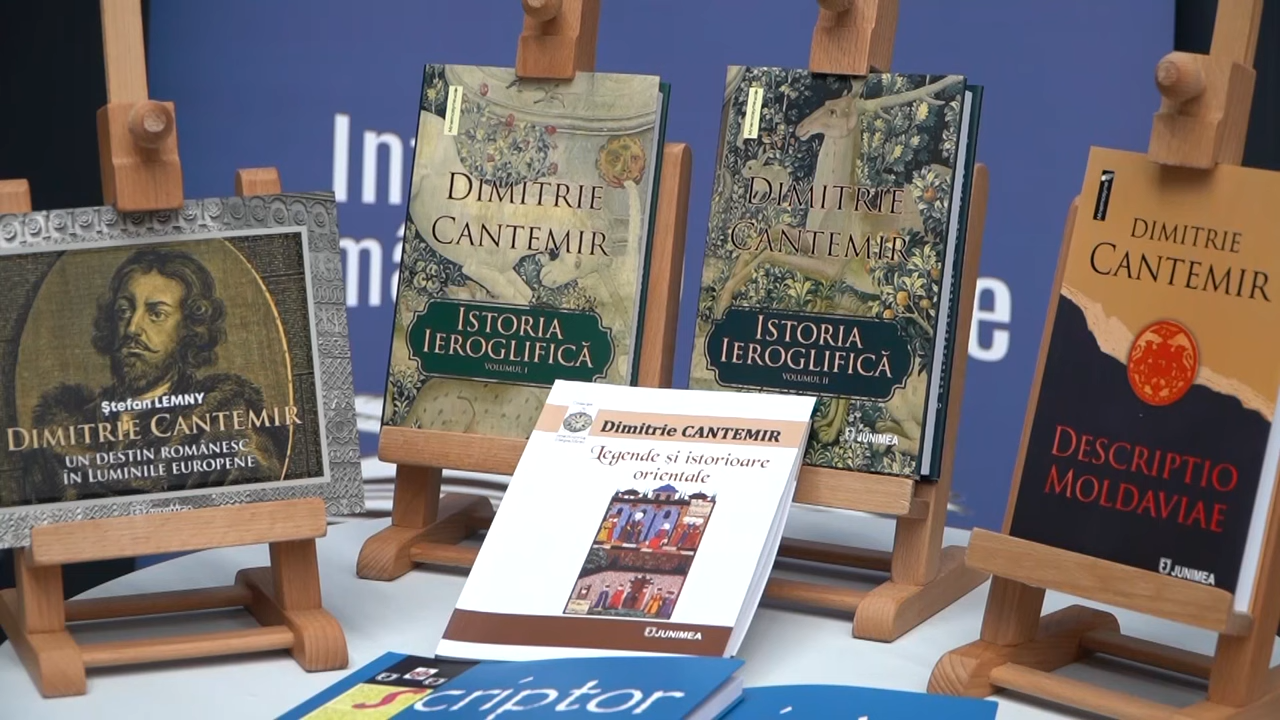 Ștefan LEMNY
DIMITRIE CANTEMIR
UN DESTIN ROMÂNESC
ÎN LUMINILE EUROPENE
DIMITRIE
CANTEMIR
ISTORIA
IEROGLIFICĂ
VOLUMUL I
DIMITRIE
CANTEMIR
ISTORIA
IEROGLIFICĂ
VOLUMUL II
JUNIMEA
Dimitrie CANTEMIR
Legende și istorioare
orientale
JUNIMEA
DIMITRIE
CANTEMIR
DESCRIPTIO
MOLDAVIAE
JUNIMEA
scriptor